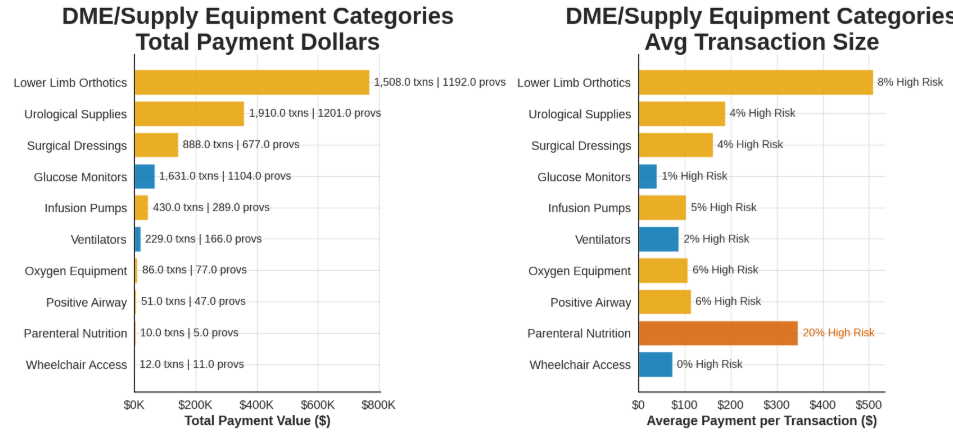 DME/Supply Equipment Categories
Total Payment Dollars
Lower Limb Orthotics 1,508.0 txns | 1192.0 provs
Urological Supplies 1,910.0 txns | 1201.0 provs
Surgical Dressings 888.0 txns | 677.0 provs
Glucose Monitors 1,631.0 txns | 1104.0 provs
Infusion Pumps 430.0 txns | 289.0 provs
Ventilators 229.0 txns | 166.0 provs
Oxygen Equipment 86.0 txns | 77.0 provs
Positive Airway 51.0 txns | 47.0 provs
Parenteral Nutrition 10.0 txns | 5.0 provs
Wheelchair Access 12.0 txns | 11.0 provs
$0K $200K $400K $600K $800K
Total Payment Value ($)
DME/Supply Equipment Categories
Avg Transaction Size
Lower Limb Orthotics 8% High Risk
Urological Supplies 4% High Risk
Surgical Dressings 4% High Risk
Glucose Monitors 1% High Risk
Infusion Pumps 5% High Risk
Ventilators 2% High Risk
Oxygen Equipment 6% High Risk
Positive Airway 6% High Risk
Parenteral Nutrition 20% High Risk
Wheelchair Access 0% High Risk
$0 $100 $200 $300 $400 $500
Average Payment per Transaction ($)